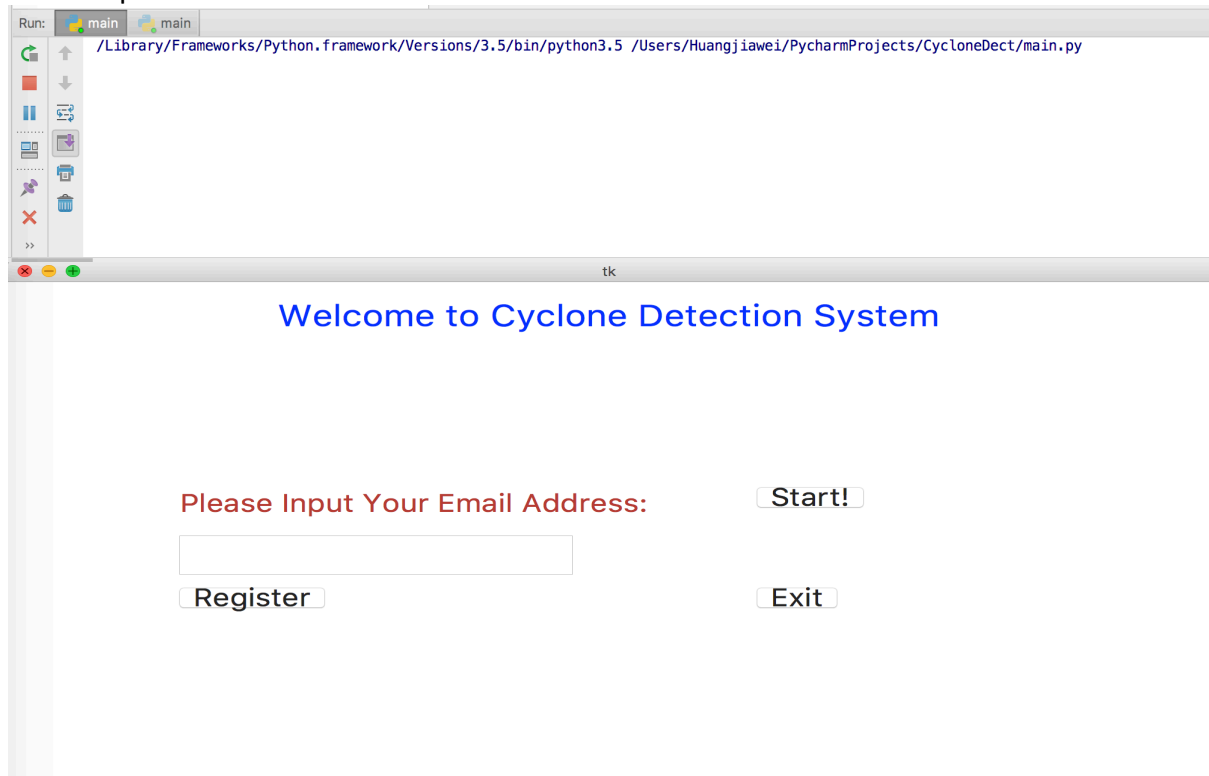 Run: main main
/Library/Frameworks/Python.framework/Versions/3.5/bin/python3.5 /Users/Huangjiawei/PycharmProjects/CycloneDect/main.py
tk
Welcome to Cyclone Detection System
Please Input Your Email Address:
Start!
Register
Exit